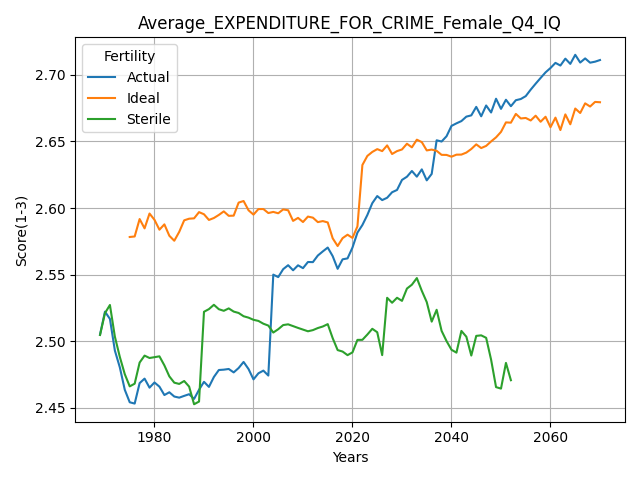 Average_EXPENDITURE_FOR_CRIME_Female_Q4_IQ
Fertility
Actual
Ideal
Sterile
Score(1-3)
2.70
2.65
2.60
2.55
2.50
2.45
1980 2000 2020 2040 2060
Years